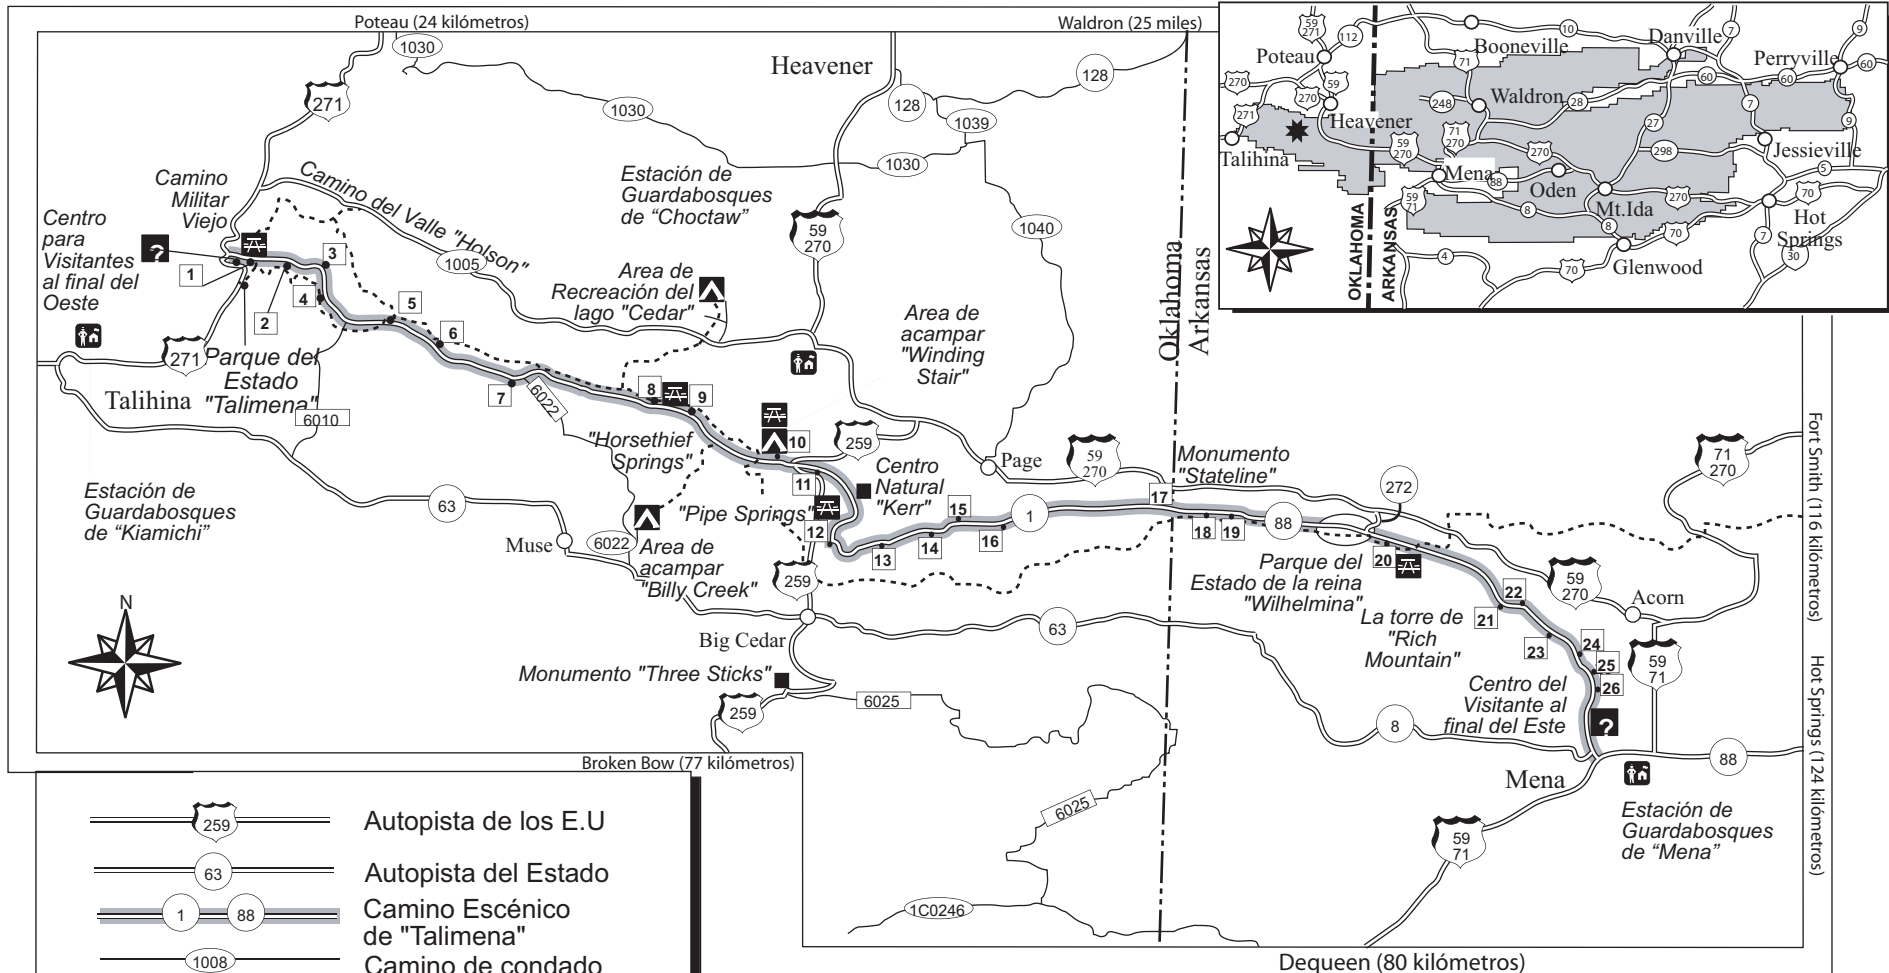 Poteau (24 kilómetros)
Waldron (25 miles)
1030
Heavener
128
271
1030
128
1039
1030
Camino
Militar
Viejo
Camino del Valle "Holson"
1005
Estación de
Guardabosques
de “Choctaw”
59
270
1040
Centro
para
Visitantes
al final del
Oeste
?
1
2
3
4
5
6
7
8
9
10
11
12
13
14
15
16
17
18
19
20
21
22
23
24
25
26
Area de
Recreación del
lago "Cedar"
Area de
acampar
"Winding
Stair"
Oklahoma
Arkansas
271
Parque del
Estado
"Talimena"
Talihina
6010
6022
"Horsethief
Springs"
259
Page
59
270
Monumento
"Stateline"
272
71
270
Centro
Natural
"Kerr"
1
88
Estación de
Guardabosques
de “Kiamichi”
63
Muse
6022
"Pipe Springs"
Area de
acampar
"Billy Creek"
259
Parque del
Estado de la reina
"Wilhelmina"
59
270
Acorn
La torre de
"Rich
Mountain"
N
Big Cedar
63
Monumento "Three Sticks"
259
6025
59
71
Centro del
Visitante al
final del Este
?
8
88
Mena
Broken Bow (77 kilómetros)
6025
59
71
Estación de
Guardabosques
de “Mena”
1C0246
Dequeen (80 kilómetros)
Fort Smith (116 kilómetros)
Hot Springs (124 kilómetros)
259
Autopista de los E.U
63
Autopista del Estado
1
88
Camino Escénico
de "Talimena"
1008
Camino de condado
59
271
112
10
Booneville
Danville
7
9
Poteau
71
Perryville
60
60
60
270
59
270
248
Waldron
28
7
271
Heavener
71
270
27
9
Talihina
59
270
270
298
Jessieville
5
Mena
88
Oden
59
71
8
Mt.Ida
270
70
Hot
Springs
8
70
7
30
Glenwood
4
70
OKLAHOMA
ARKANSAS